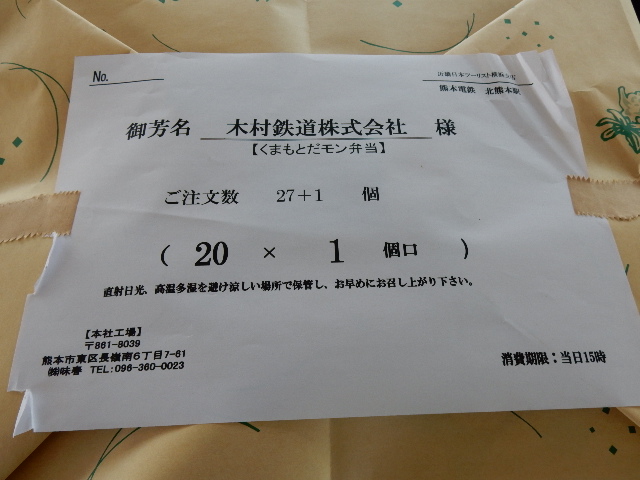 No.
近畿日本ツーリスト横浜支店
熊本電鉄 北熊本駅
御芳名 木村鉄道株式会社 様
【くまもとだモン弁当】
ご注文数 27+1 個
( 20 × 1 個口 )
直射日光、高温多湿を避け涼しい場所で保管し、お早めにお召し上がり下さい。
【本社工場】
〒861-8039
熊本市東区長嶺南6丁目7-61
㈱味春 TEL:096-360-0023
消費期限:当日15時